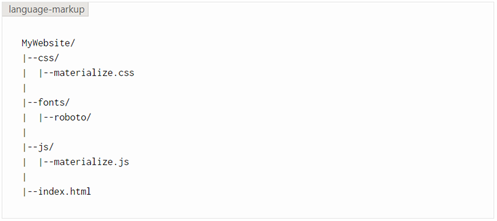 language-markup
MyWebsite/
|--css/
|  |--materialize.css
|
|--fonts/
|  |--roboto/
|
|--js/
|  |--materialize.js
|
|--index.html